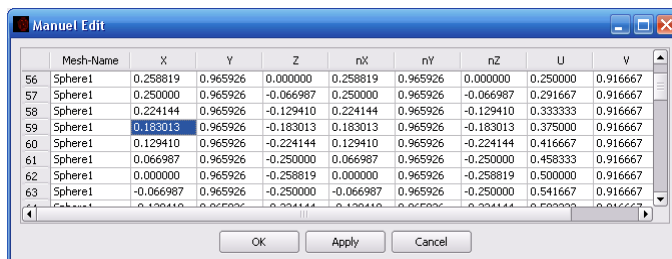 Manuel Edit
Mesh-Name X Y Z nX nY nZ U V
56 Sphere1 0.258819 0.965926 0.000000 0.258819 0.965926 0.000000 0.250000 0.916667
57 Sphere1 0.250000 0.965926 -0.066987 0.250000 0.965926 -0.066987 0.291667 0.916667
58 Sphere1 0.224144 0.965926 -0.129410 0.224144 0.965926 -0.129410 0.333333 0.916667
59 Sphere1 0.183013 0.965926 -0.183013 0.183013 0.965926 -0.183013 0.375000 0.916667
60 Sphere1 0.129410 0.965926 -0.224144 0.129410 0.965926 -0.224144 0.416667 0.916667
61 Sphere1 0.066987 0.965926 -0.250000 0.066987 0.965926 -0.250000 0.458333 0.916667
62 Sphere1 0.000000 0.965926 -0.258819 0.000000 0.965926 -0.258819 0.500000 0.916667
63 Sphere1 -0.066987 0.965926 -0.250000 -0.066987 0.965926 -0.250000 0.541667 0.916667
OK Apply Cancel